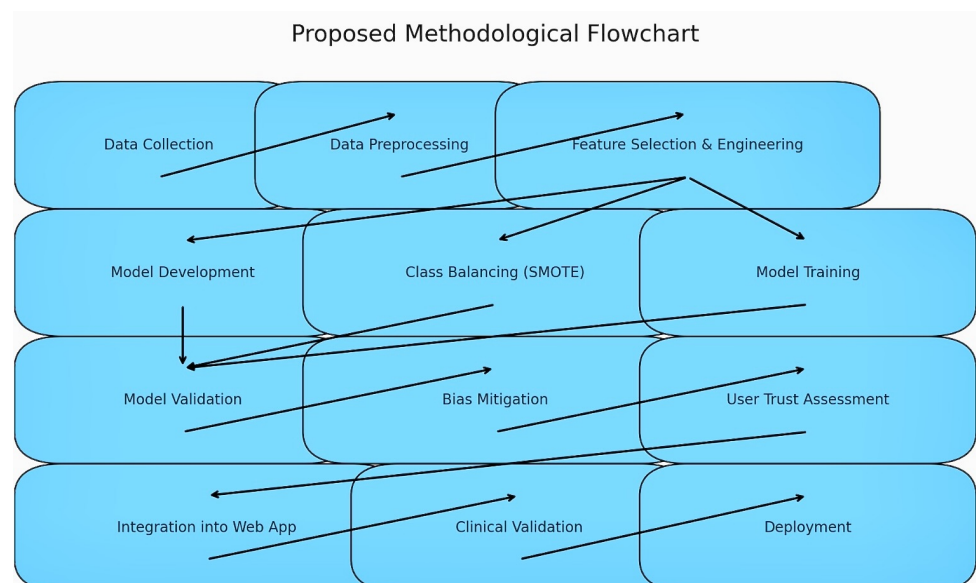 Proposed Methodological Flowchart
Data Collection
Data Preprocessing
Feature Selection & Engineering
Model Development
Class Balancing (SMOTE)
Model Training
Model Validation
Bias Mitigation
User Trust Assessment
Integration into Web App
Clinical Validation
Deployment